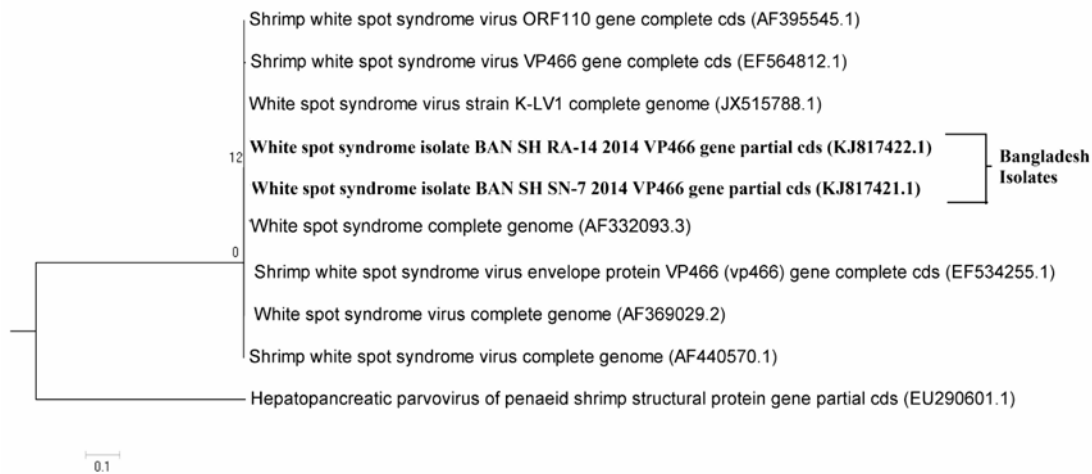 Shrimp white spot syndrome virus ORF110 gene complete cds (AF395545.1)
Shrimp white spot syndrome virus VP466 gene complete cds (EF564812.1)
White spot syndrome virus strain K-LV1 complete genome (JX515788.1)
12
White spot syndrome isolate BAN SH RA-14 2014 VP466 gene partial cds (KJ817422.1)
White spot syndrome isolate BAN SH SN-7 2014 VP466 gene partial cds (KJ817421.1)
Bangladesh
Isolates
White spot syndrome complete genome (AF332093.3)
0
Shrimp white spot syndrome virus envelope protein VP466 (vp466) gene complete cds (EF534255.1)
White spot syndrome virus complete genome (AF369029.2)
Shrimp white spot syndrome virus complete genome (AF440570.1)
Hepatopancreatic parvovirus of penaeid shrimp structural protein gene partial cds (EU290601.1)
0.1